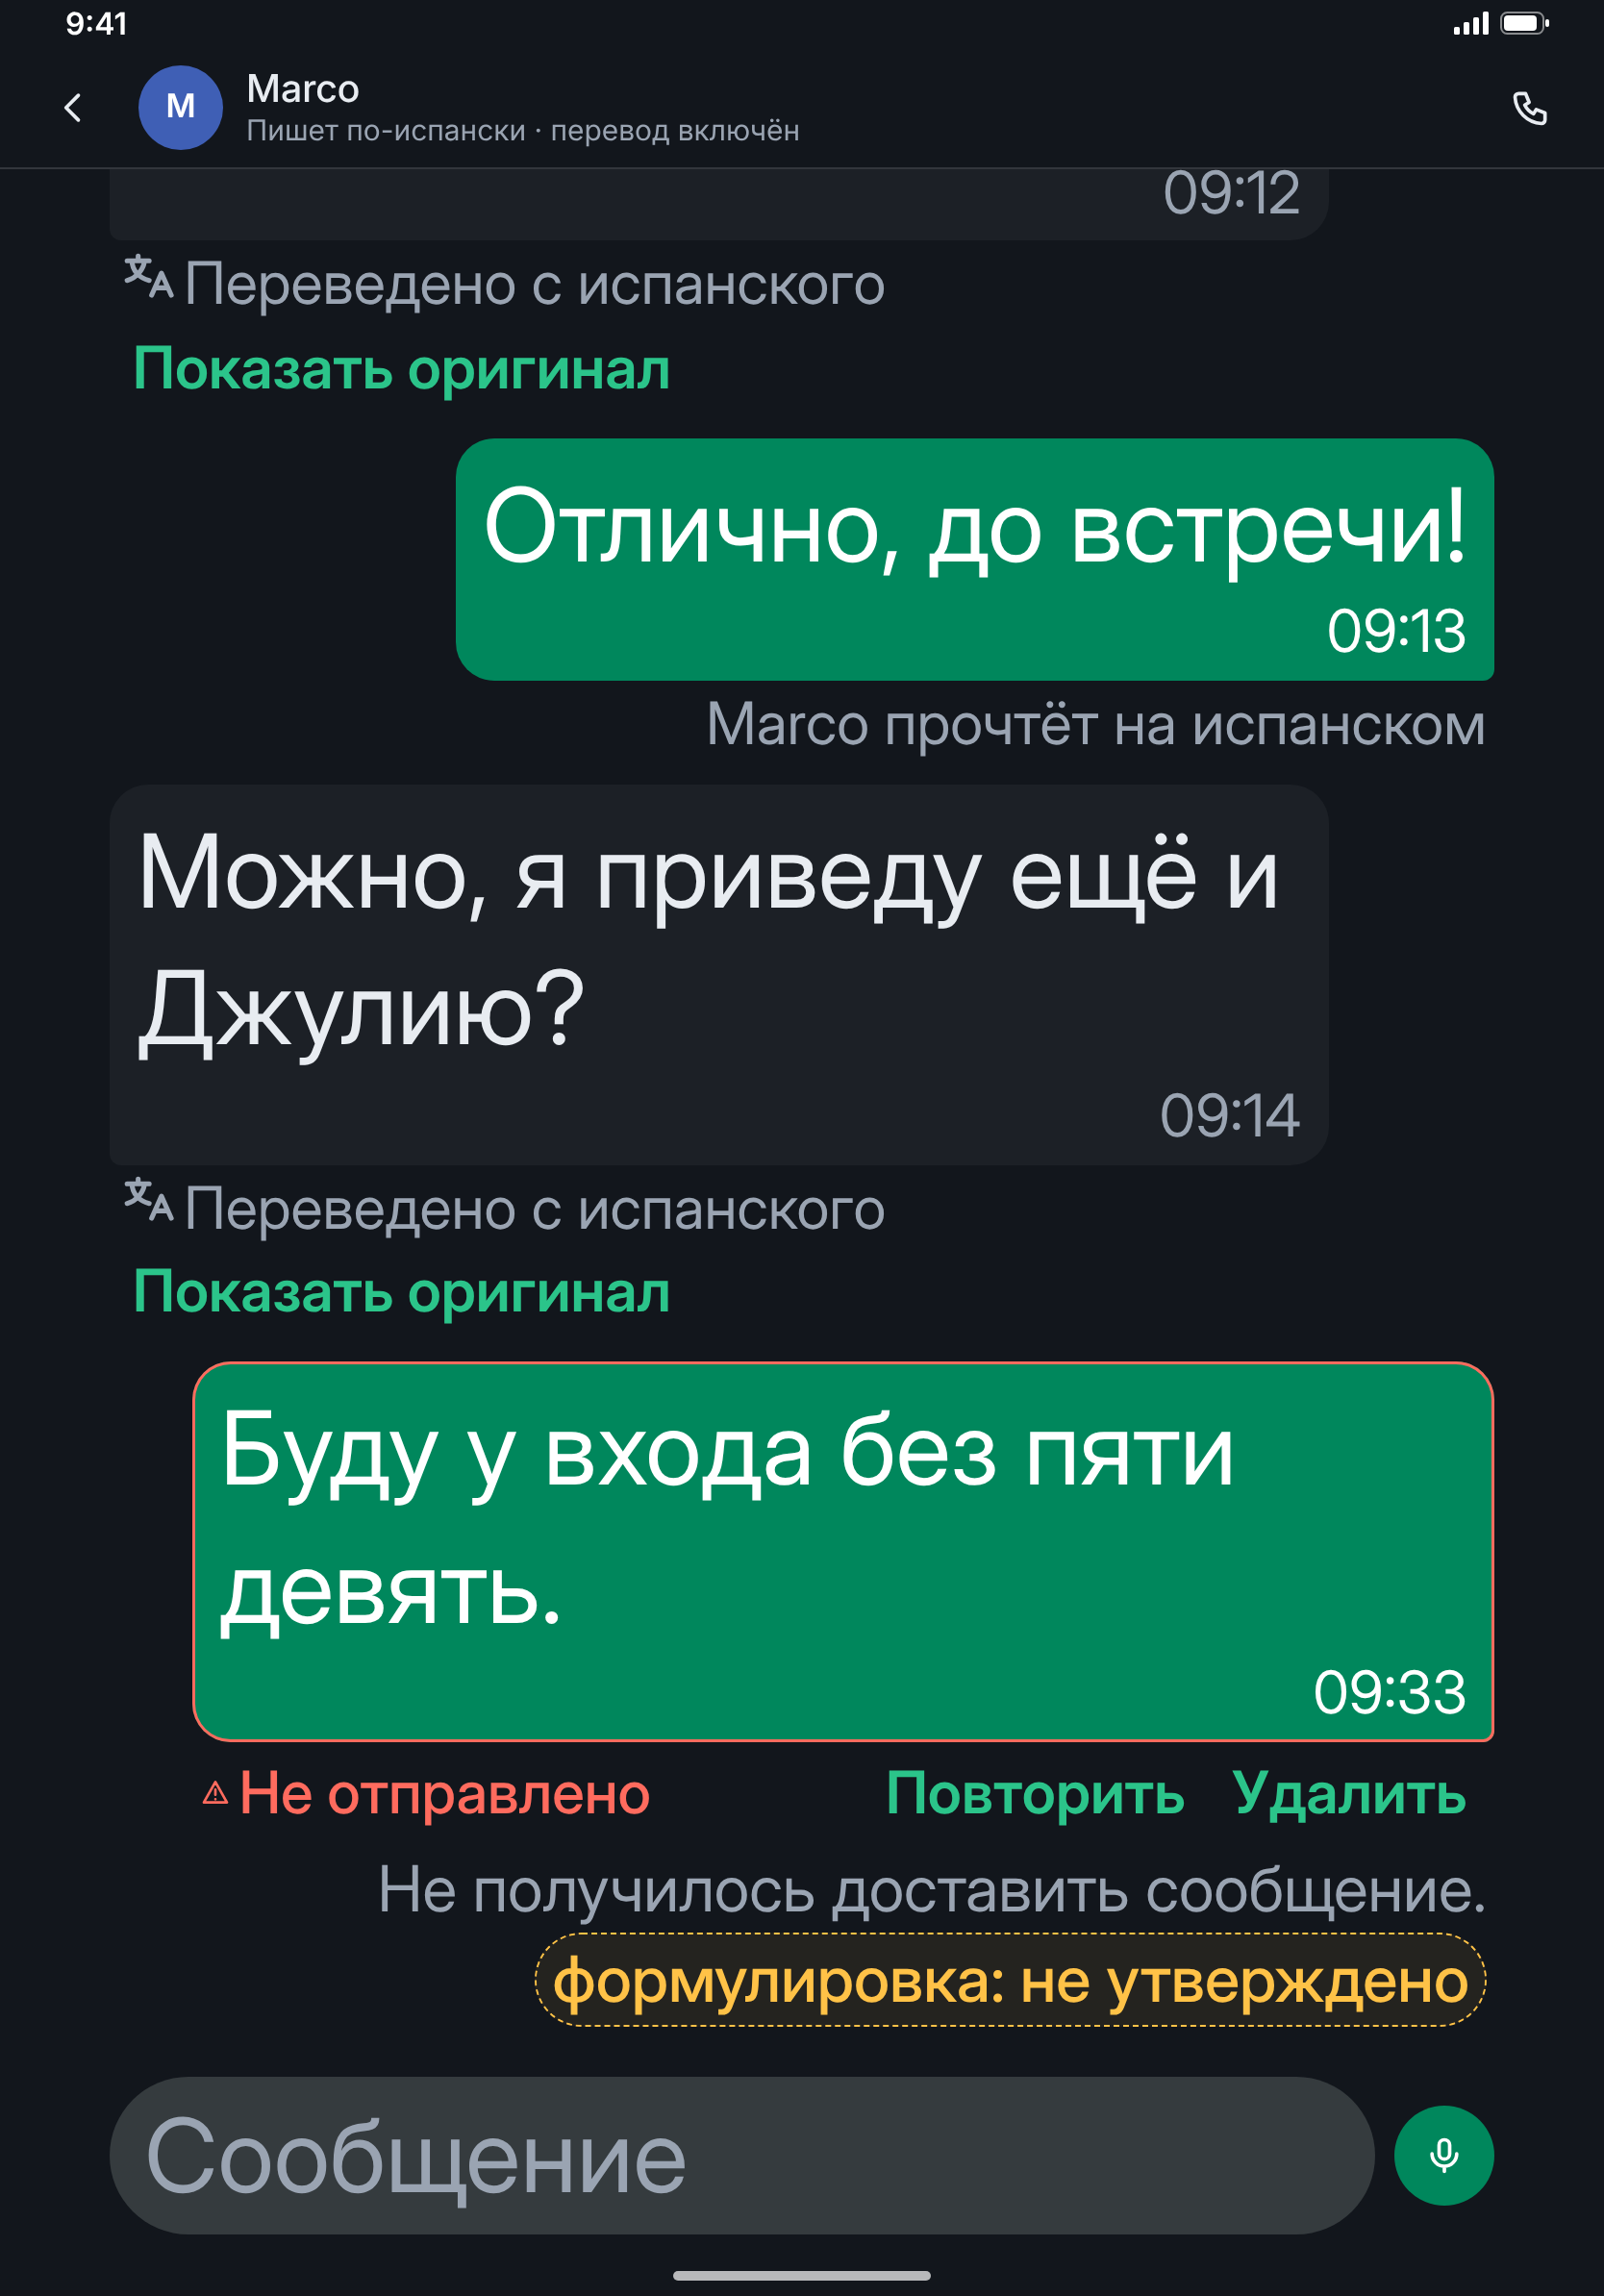 9:41
M
Marco
Пишет по-испански · перевод включён
09:12
Переведено с испанского
Показать оригинал
Отлично, до встречи!
09:13
Marco прочтёт на испанском
Можно, я приведу ещё и
Джулию?
09:14
Переведено с испанского
Показать оригинал
Буду у входа без пяти
девять.
09:33
Не отправлено Повторить Удалить
Не получилось доставить сообщение.
формулировка: не утверждено
Сообщение